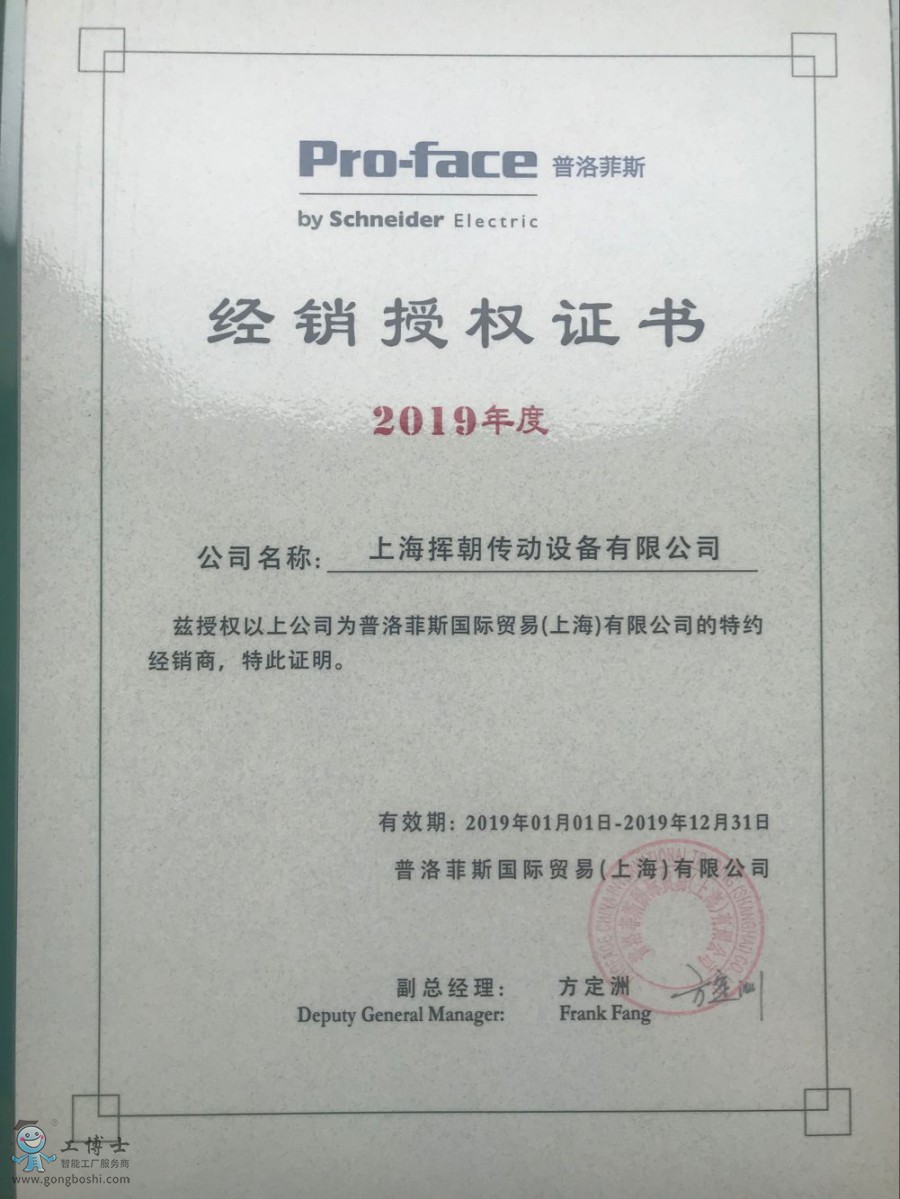 Pro-face 普洛菲斯
by Schneider Electric
经销授权证书
2019年度
公司名称: 上海挥朝传动设备有限公司
兹授权以上公司为普洛菲斯国际贸易(上海)有限公司的特约
经销商，特此证明。
有效期: 2019年01月01日-2019年12月31日
普洛菲斯国际贸易(上海)有限公司
副总经理: 方定洲
Deputy General Manager: Frank Fang
方定洲
工博士
智能工厂服务商
www.gongboshi.com